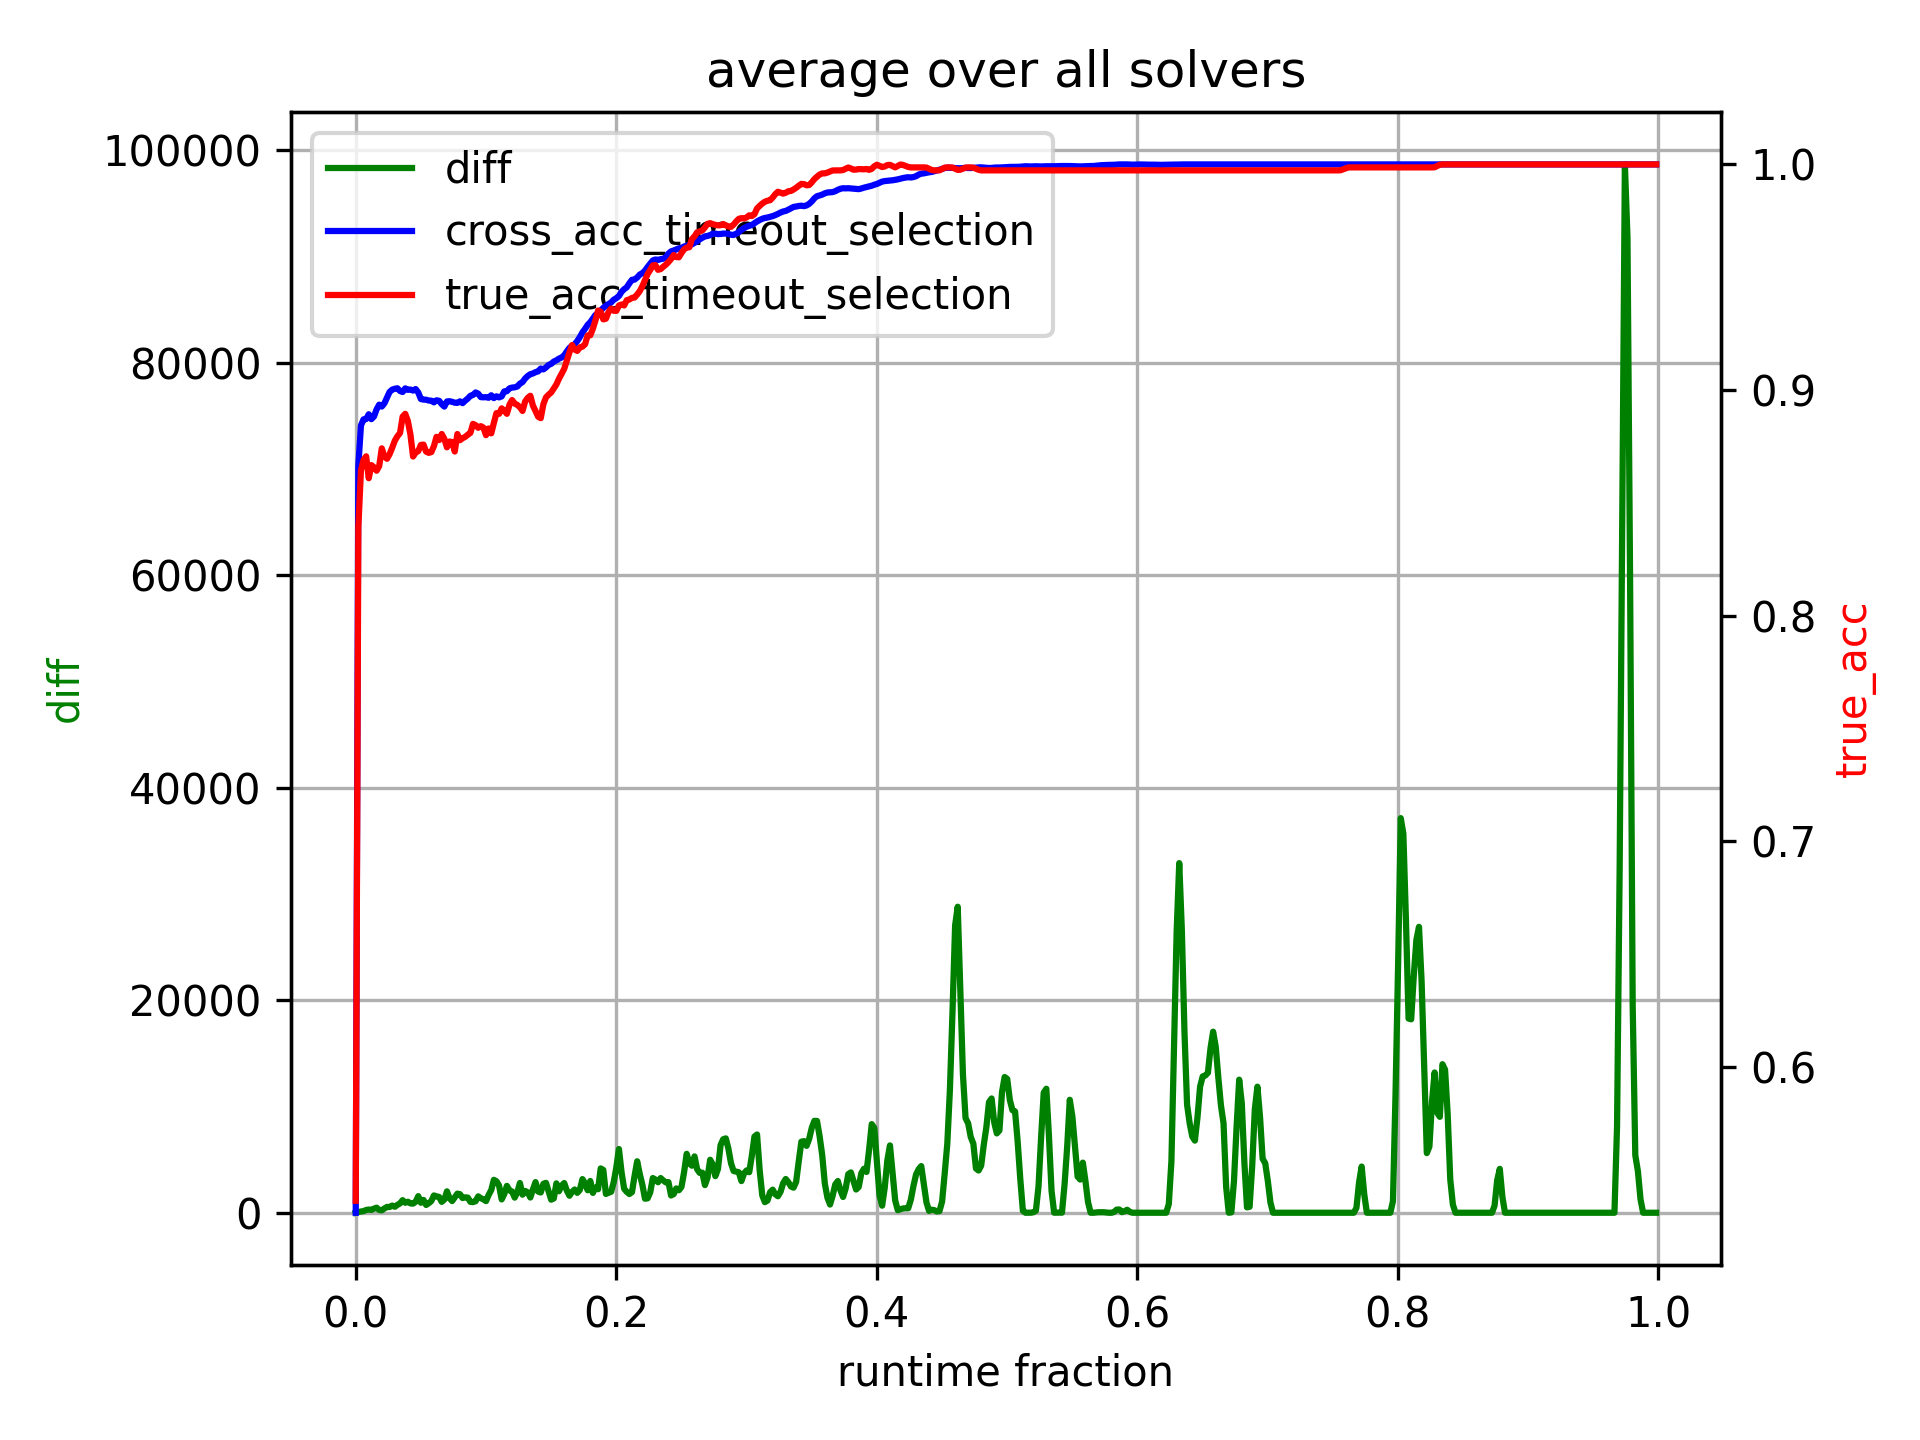 average over all solvers
diff
cross_acc_timeout_selection
true_acc_timeout_selection
100000
80000
60000
40000
20000
0
diff
1.0
0.9
0.8
0.7
0.6
true_acc
0.0 0.2 0.4 0.6 0.8 1.0
runtime fraction